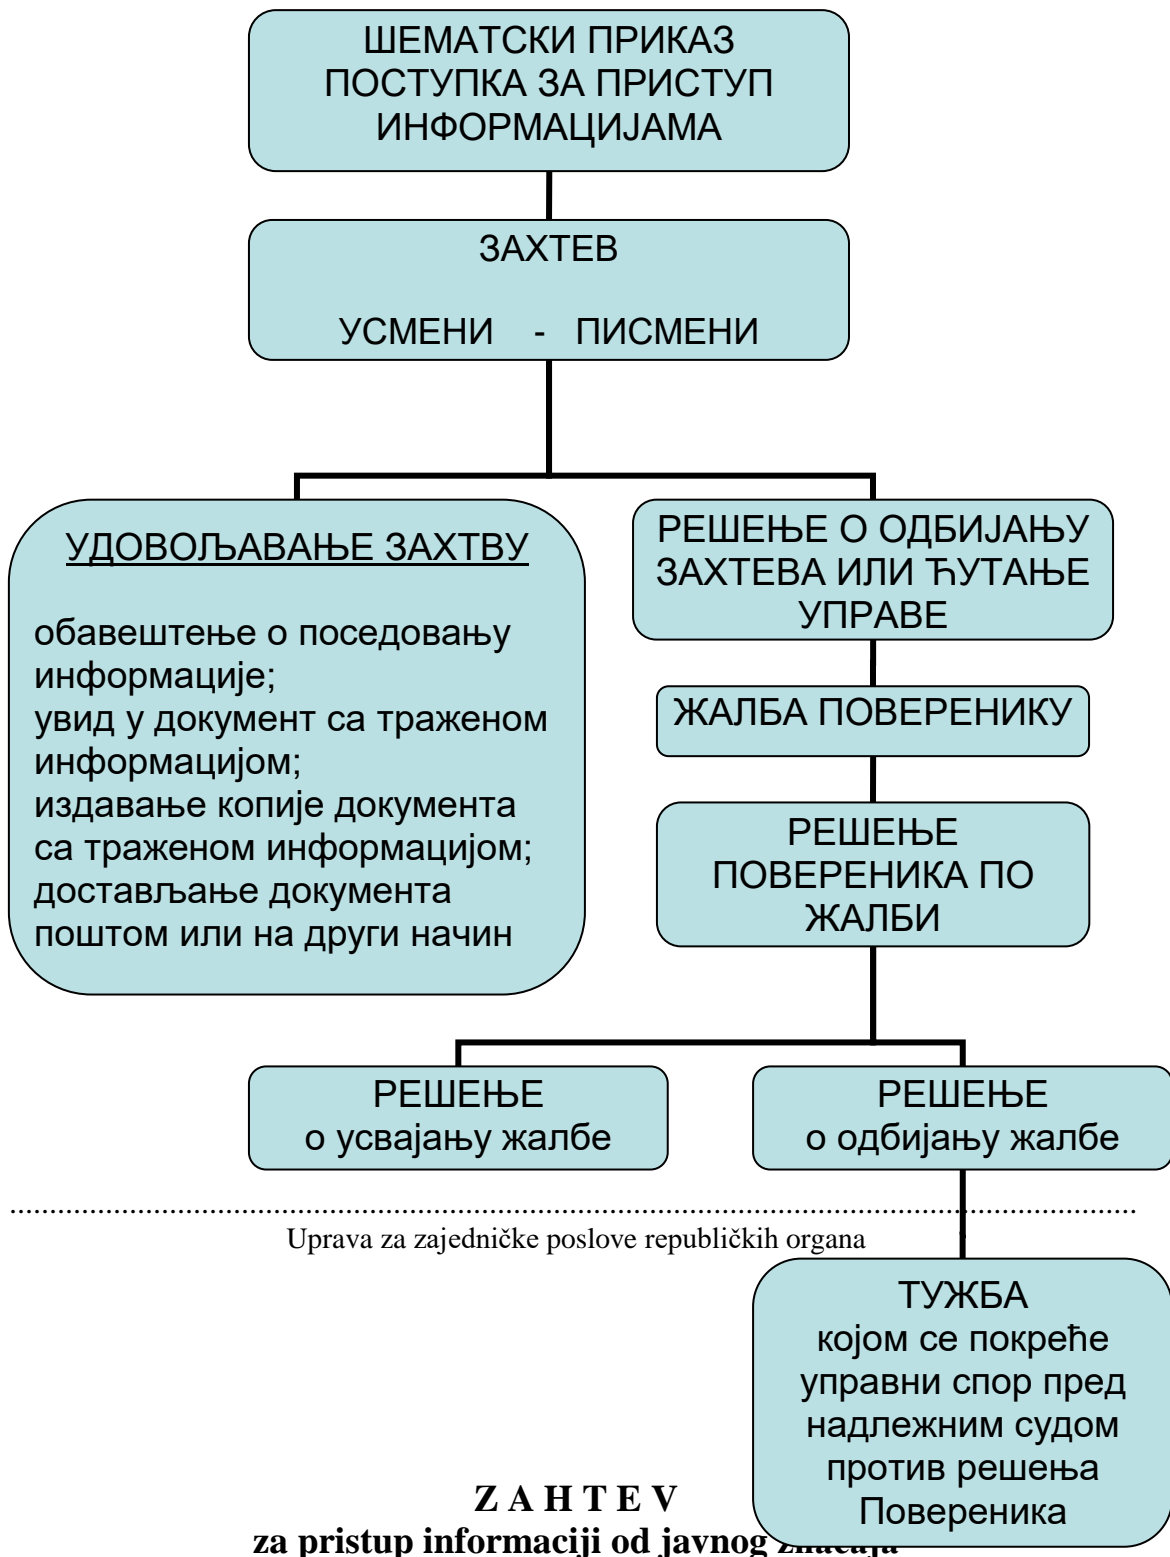 ШЕМАТСКИ ПРИКАЗ
ПОСТУПКА ЗА ПРИСТУП
ИНФОРМАЦИЈАМА
ЗАХТЕВ
УСМЕНИ - ПИСМЕНИ
УДОВОЉАВАЊЕ ЗАХТВУ
обавештење о поседовању
информације;
увид у документ са траженом
информацијом;
издавање копије документа
са траженом информацијом;
достављање документа
поштом или на други начин
РЕШЕЊЕ О ОДБИЈАЊУ
ЗАХТЕВА ИЛИ ЋУТАЊЕ
УПРАВЕ
ЖАЛБА ПОВЕРЕНИКУ
РЕШЕЊЕ
ПОВЕРЕНИКА ПО
ЖАЛБИ
РЕШЕЊЕ
о усвајању жалбе
РЕШЕЊЕ
о одбијању жалбе
Uprava za zajedničke poslove republičkih organa
ТУЖБА
којом се покреће
управни спор пред
надлежним судом
против решења
Повереника
Z A H T E V
za pristup informaciji od javnog značaja